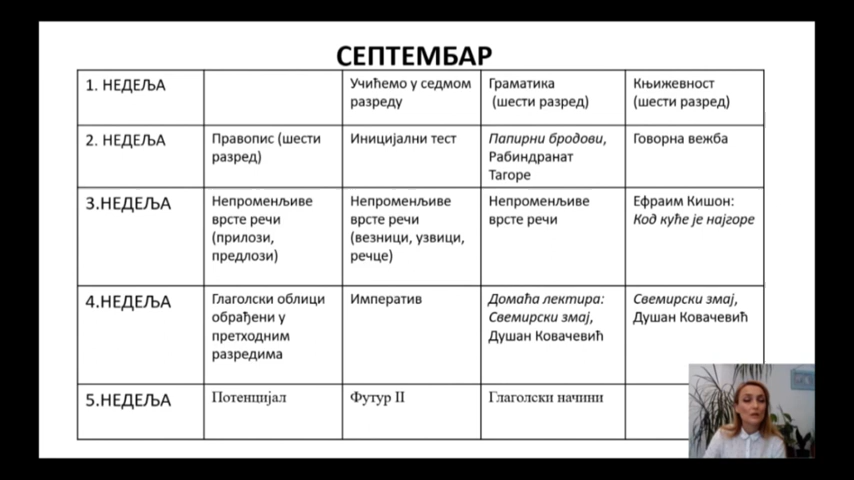 СЕПТЕМБАР
1. НЕДЕЉА
Учићемо у седмом
разреду
Граматика
(шести разред)
Књижевност
(шести разред)
2. НЕДЕЉА
Правопис (шести
разред)
Иницијални тест
Папирни бродови,
Рабиндранат
Тагоре
Говорна вежба
3.НЕДЕЉА
Непроменљиве
врсте речи
(прилози,
предлози)
Непроменљиве
врсте речи
(везници, узвици,
речце)
Непроменљиве
врсте речи
Ефраим Кишон:
Код куће је најгоре
4.НЕДЕЉА
Глаголски облици
обрађени у
претходним
разредима
Императив
Домаћа лектира:
Свемирски змај,
Душан Ковачевић
Свемирски змај,
Душан Ковачевић
5.НЕДЕЉА
Потенцијал
Футур II
Глаголски начини